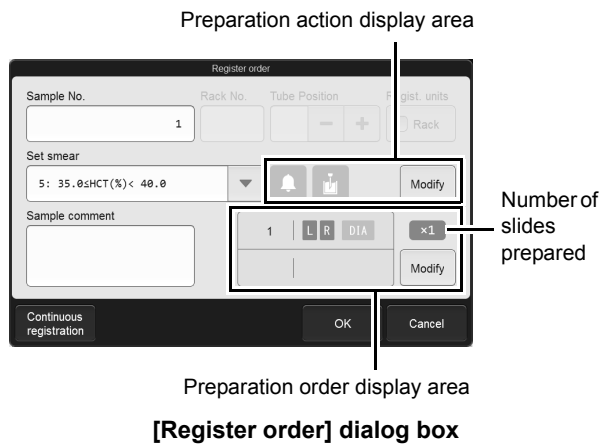 Preparation action display area
Register order
Sample No.
Rack No.
Tube Position
Regist. units
1
Rack
Set smear
5: 35.0≤HCT(%)< 40.0
Modify
Number of
slides
prepared
Sample comment
1
L R DIA
×1
Modify
Continuous
registration
OK
Cancel
Preparation order display area
[Register order] dialog box